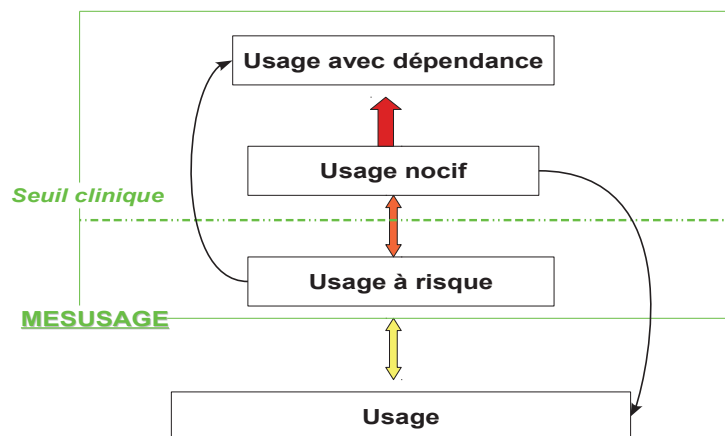 Usage avec dépendance
Usage nocif
Seuil clinique
Usage à risque
MESUSAGE
Usage